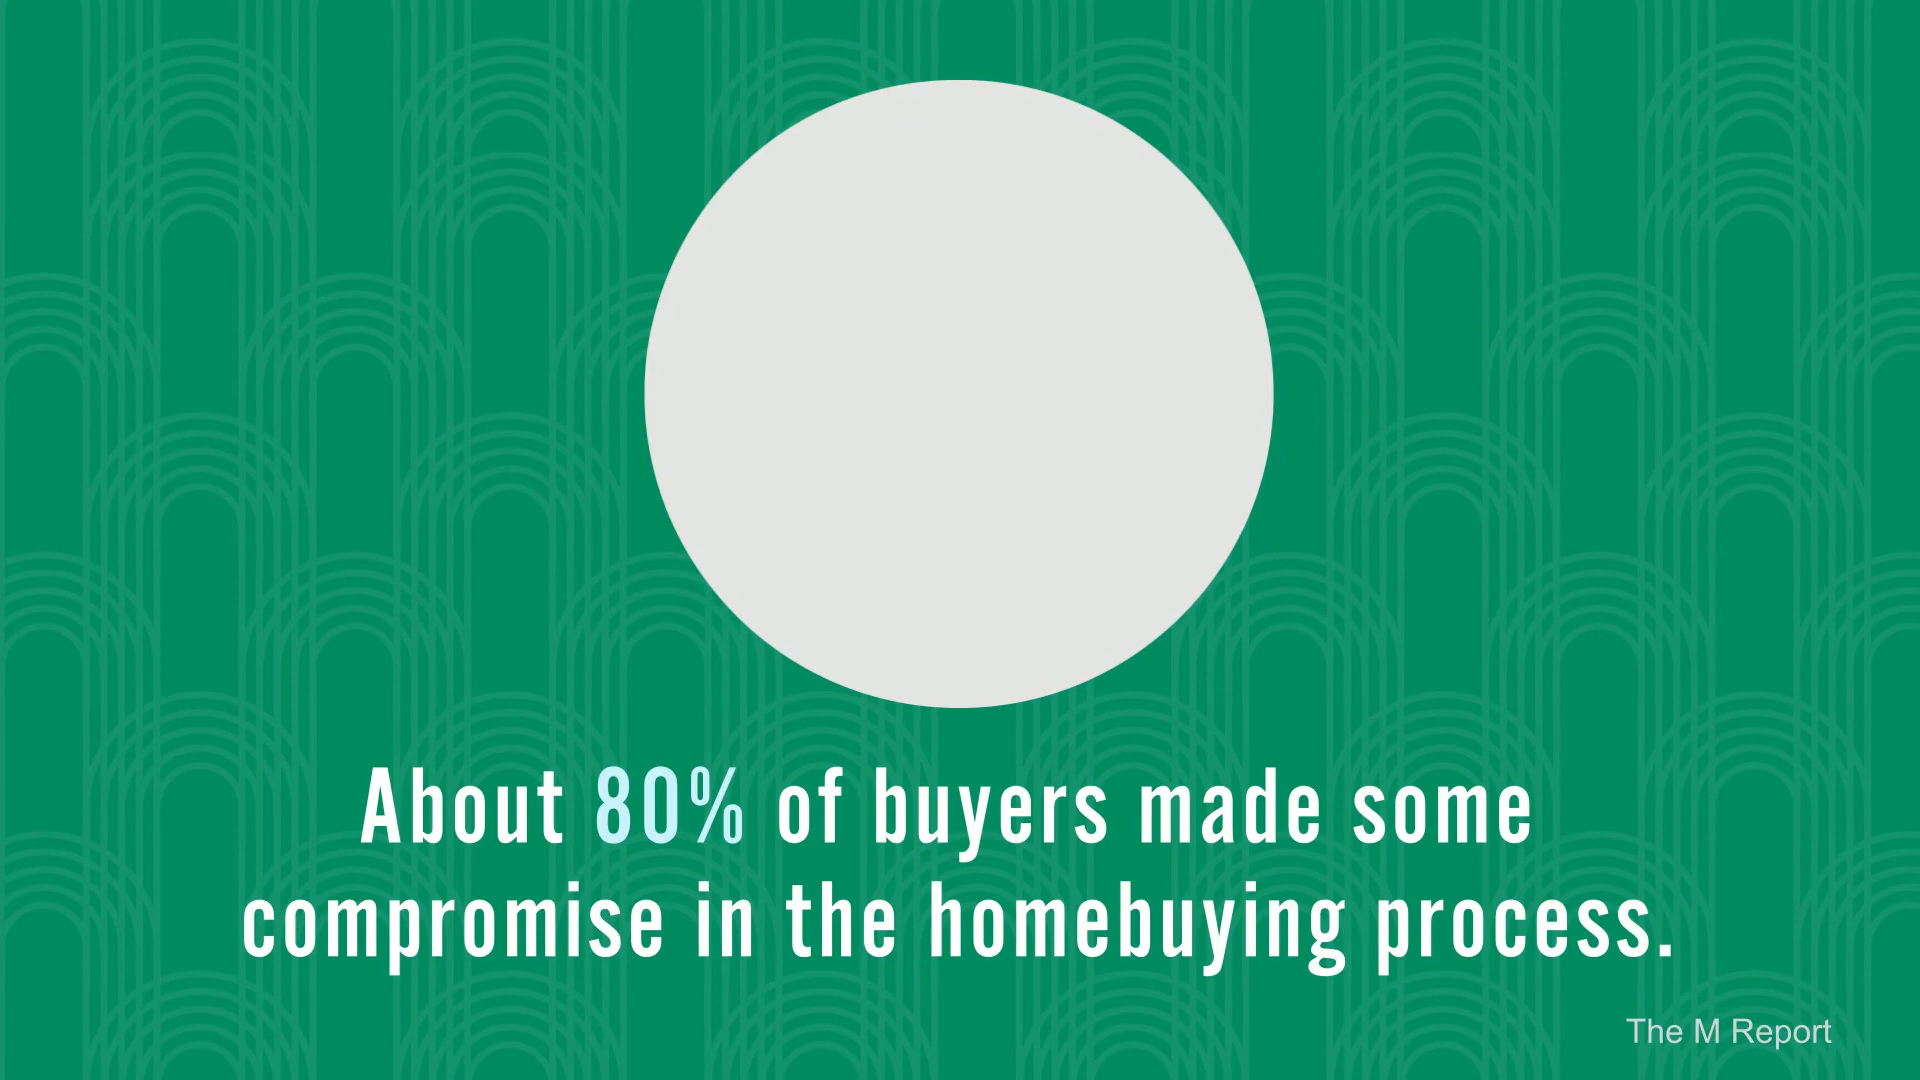 About 80% of buyers made some
compromise in the homebuying process.
The M Report